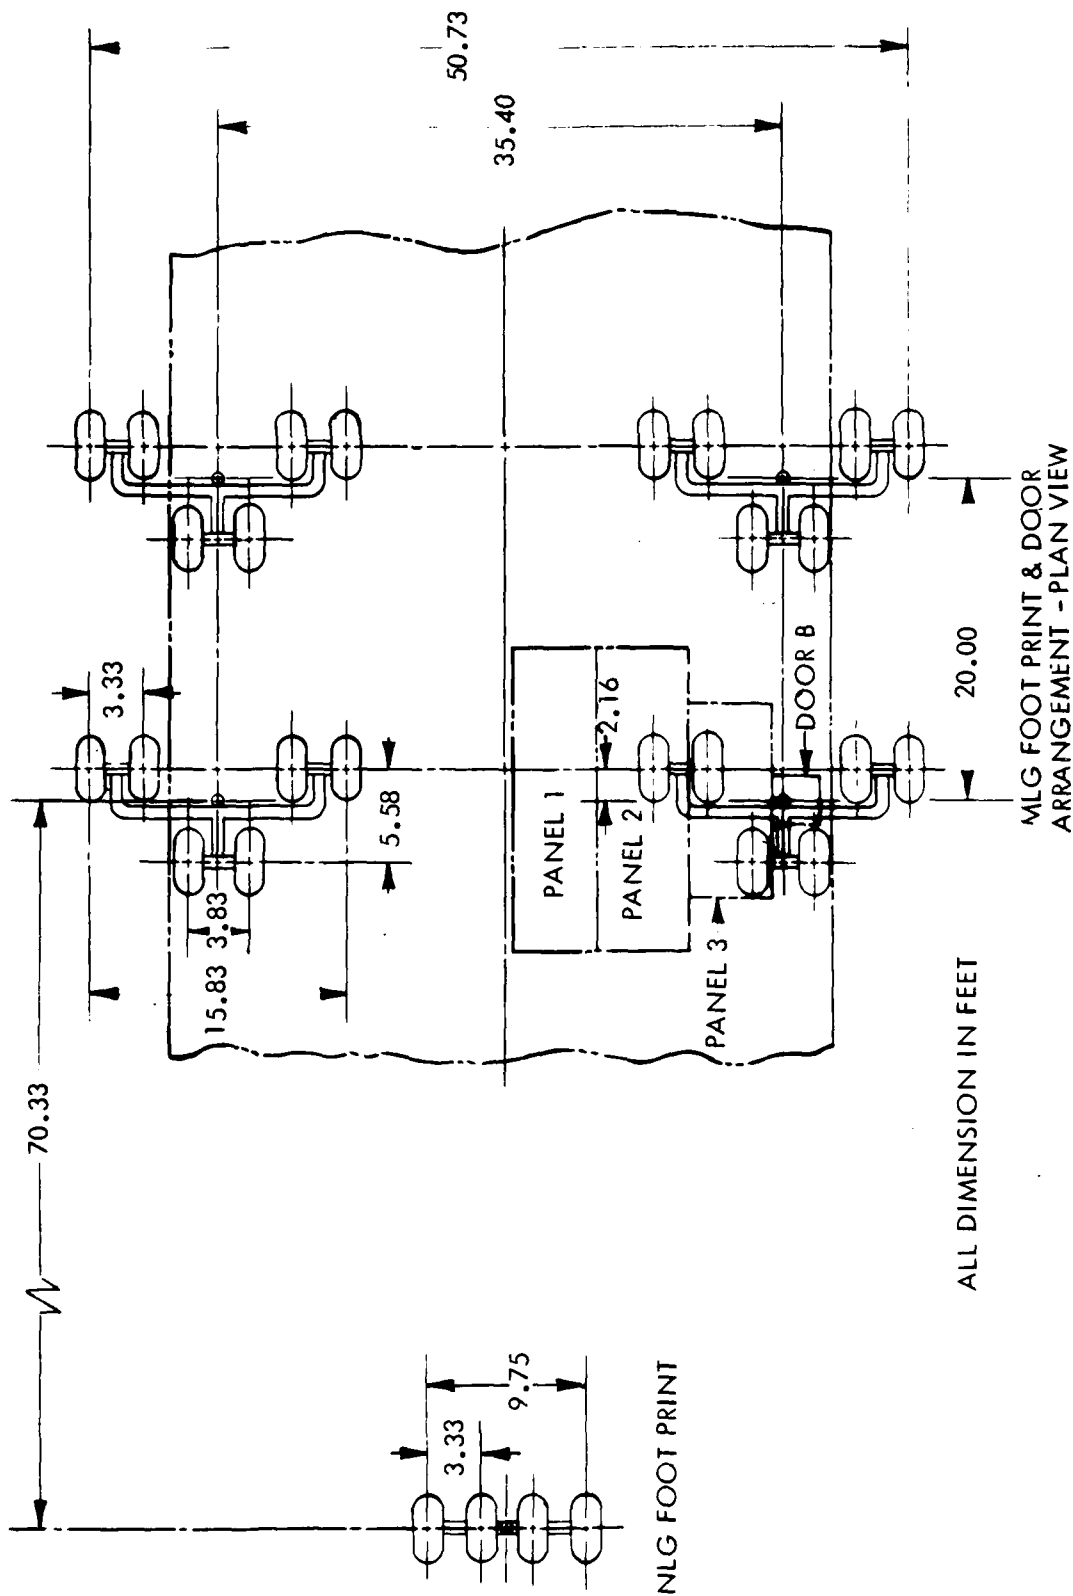 70.33
50.73
35.40
3.33
5.58
3.83
15.83
2.16
PANEL 1
PANEL 2
PANEL 3
DOOR B
20.00
3.33
9.75
NLG FOOT PRINT
ALL DIMENSION IN FEET
MLG FOOT PRINT & DOOR
ARRANGEMENT - PLAN VIEW